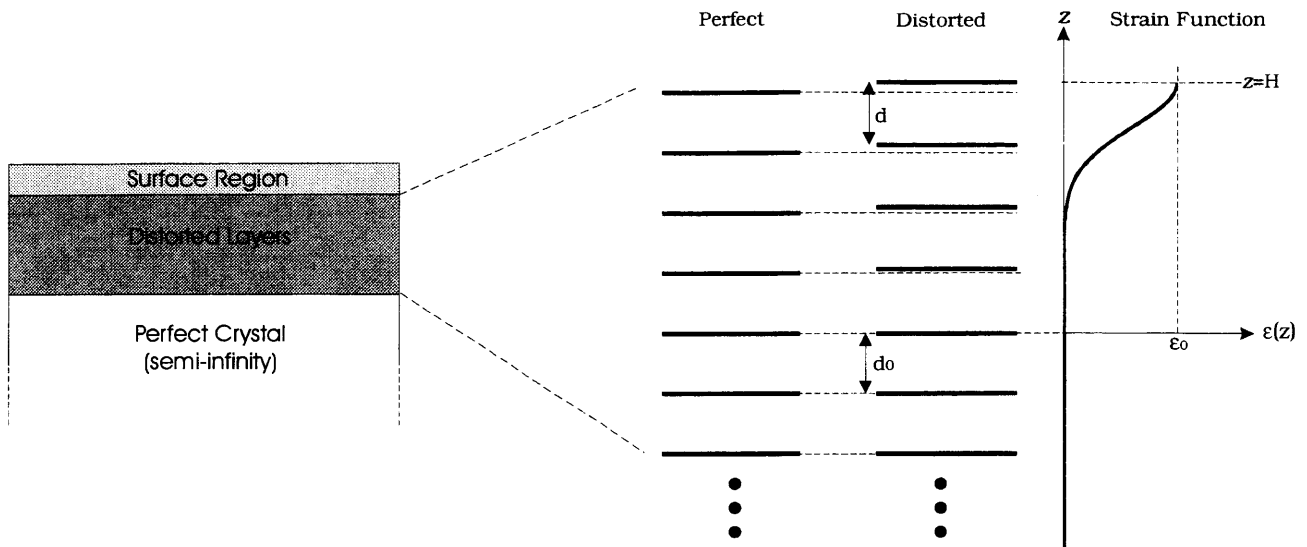 Perfect
Distorted
z
Strain Function
z=H
d
Surface Region
Distorted Layers
Perfect Crystal
(semi-infinity)
ε(z)
ε0
d0